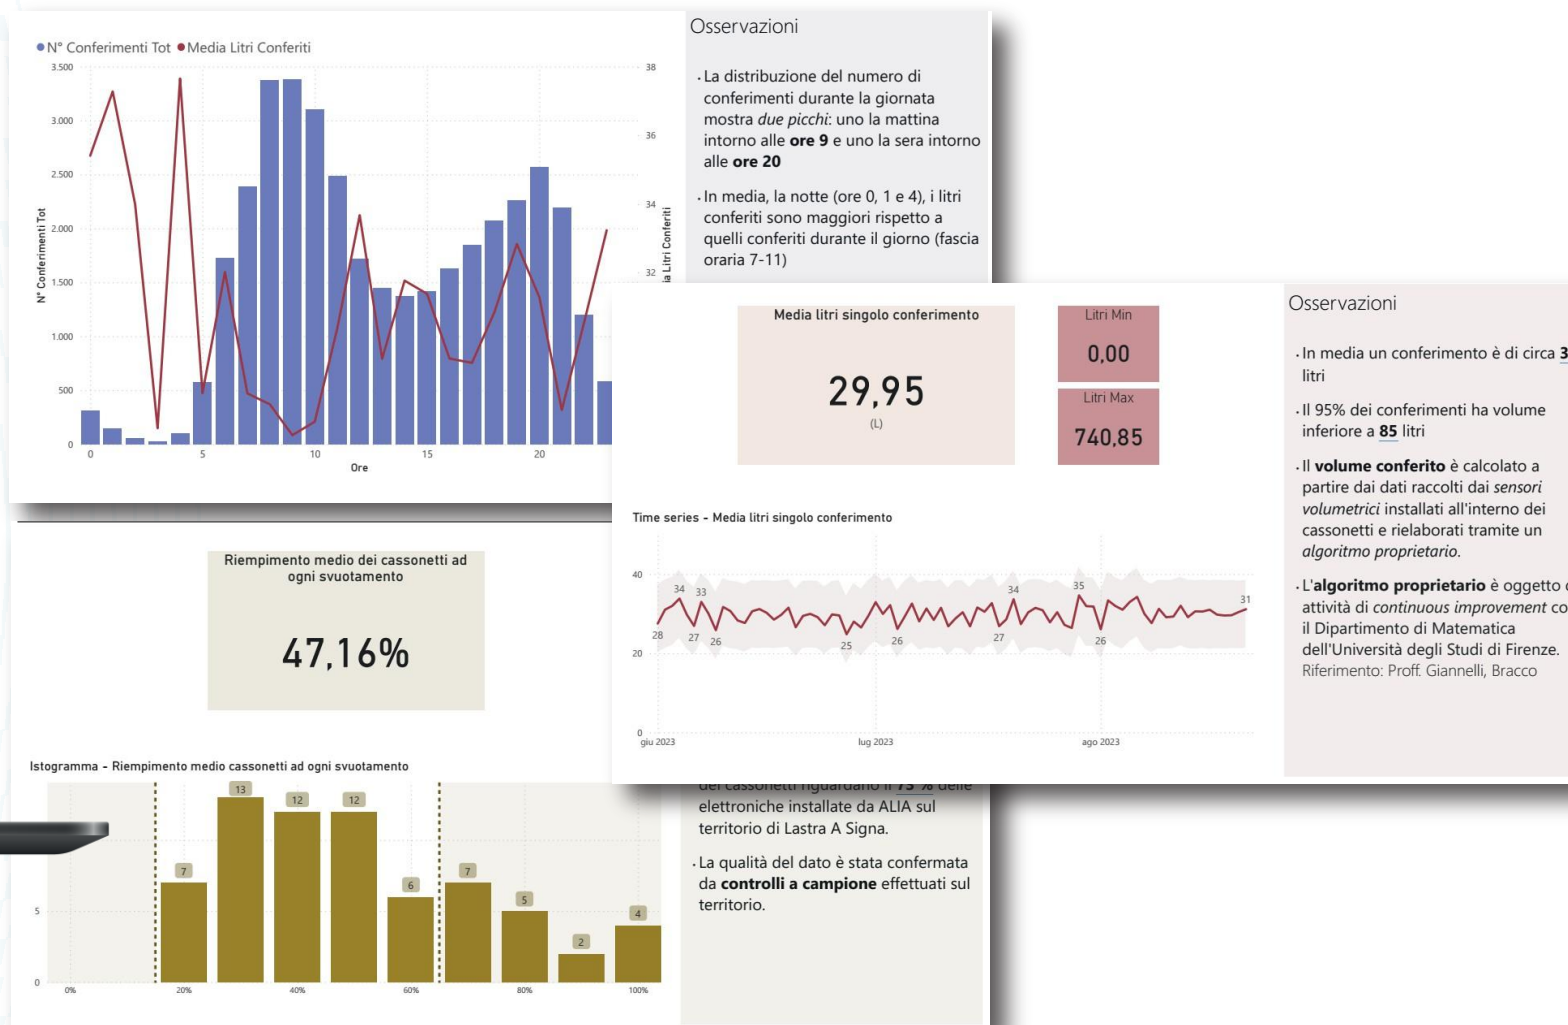 N° Conferimenti Tot Media Litri Conferiti
3.500
3.000
2.500
2.000
1.500
1.000
500
0
N° Conferimenti Tot
0 5 10 15 20
Ore
38
36
34
32
Litri Conferiti
Osservazioni
· La distribuzione del numero di
conferimenti durante la giornata
mostra due picchi: uno la mattina
intorno alle ore 9 e uno la sera intorno
alle ore 20
· In media, la notte (ore 0, 1 e 4), i litri
conferiti sono maggiori rispetto a
quelli conferiti durante il giorno (fascia
oraria 7-11)
Media litri singolo conferimento
29,95
(L)
Litri Min
0,00
Litri Max
740,85
Time series - Media litri singolo conferimento
40
20
0
28 34 27 33 26 25 26 27 34 35 26 31
giu 2023 lug 2023 ago 2023
Osservazioni
· In media un conferimento è di circa
litri
· Il 95% dei conferimenti ha volume
inferiore a 85 litri
· Il volume conferito è calcolato a
partire dai dati raccolti dai sensori
volumetrici installati all'interno dei
cassonetti e rielaborati tramite un
algoritmo proprietario.
· L'algoritmo proprietario è oggetto
attività di continuous improvement
il Dipartimento di Matematica
dell'Università degli Studi di Firenze.
Riferimento: Proff. Giannelli, Bracco
Riempimento medio dei cassonetti ad
ogni svuotamento
47,16%
Istogramma - Riempimento medio cassonetti ad ogni svuotamento
5
0
7 13 12 12 6 7 5 2 4
0% 20% 40% 60% 80% 100%
dei cassonetti riguardano il 75 % delle
elettroniche installate da ALIA sul
territorio di Lastra A Signa.
· La qualità del dato è stata confermata
da controlli a campione effettuati sul
territorio.